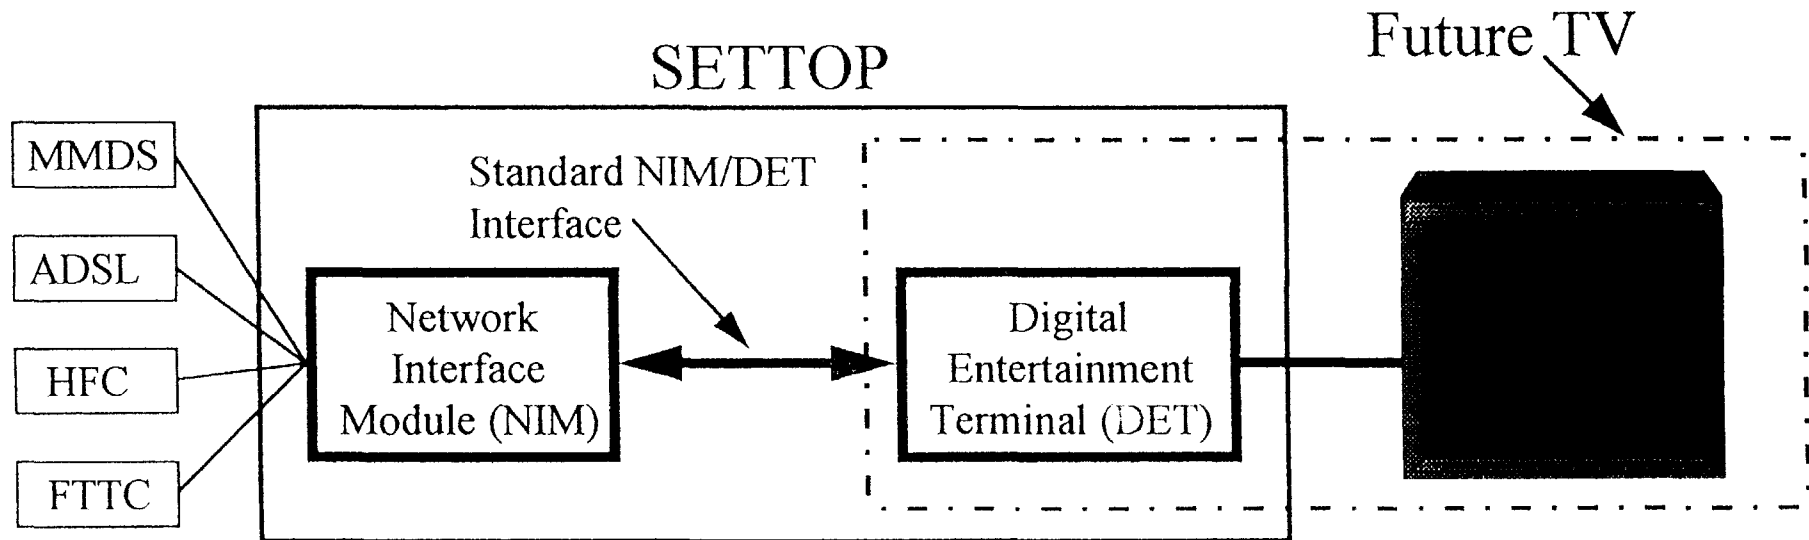 SETTOP
Future TV
MMDS
ADSL
HFC
FTTC
Standard NIM/DET
Interface
Network
Interface
Module (NIM)
Digital
Entertainment
Terminal (DET)